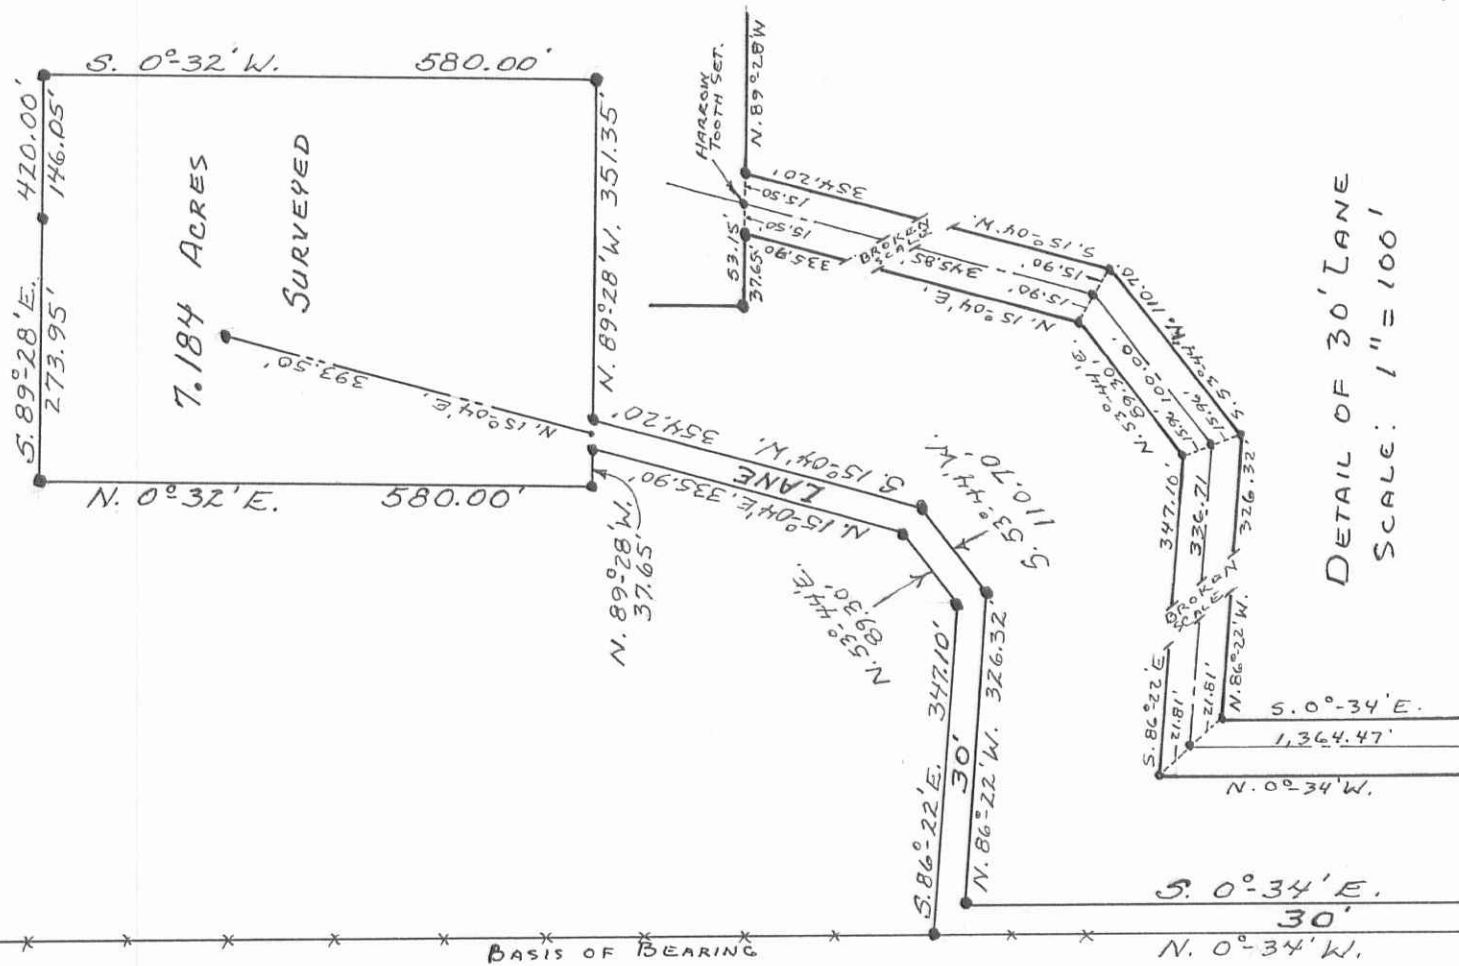 S. 0°-32' W. 580.00'
420.00'
146.05'
S. 89°-28' E.
273.95'
7.184 ACRES
SURVEYED
N. 89°-28' W. 351.35'
393.50'
N. 15°-04' E.
N. 0°-32' E. 580.00'
N. 89°-28' W.
37.65'
354.20'
S. 15°-04' W.
LANE
N. 15°-04' E. 335.90'
S. 53°-44' W.
110.70
N. 53°-44' E.
89.30'
S. 86°-22' E. 347.10'
30'
N. 86°-22' W. 326.32
S. 0°-34' E.
30'
N. 0°-34' W.
BASIS OF BEARING
HARROW
TOOTH SET.
N. 89°-28' W
354.20'
15.50'
15.50'
53.15'
37.65'
335.90
BROKEN
SCALE
345.85'
S. 15°-04' W.
N. 15°-04' E.
15.90'
15.90'
S. 53°-44' W. 110.70'
100.00'
N. 53°-44' E.
89.30'
15.96'
15.96'
347.10'
336.71
326.32'
BROKEN
SCALE
S. 86°-22' E
21.81'
21.81'
N. 86°-22' W.
S. 0°-34' E.
1,364.47'
N. 0°-34' W.
DETAIL OF 30' LANE
SCALE: 1" = 100'